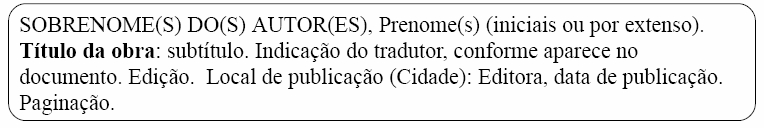 SOBRENOME(S) DO(S) AUTOR(ES), Prenome(s) (iniciais ou por extenso).
Título da obra: subtítulo. Indicação do tradutor, conforme aparece no
documento. Edição. Local de publicação (Cidade): Editora, data de publicação.
Paginação.